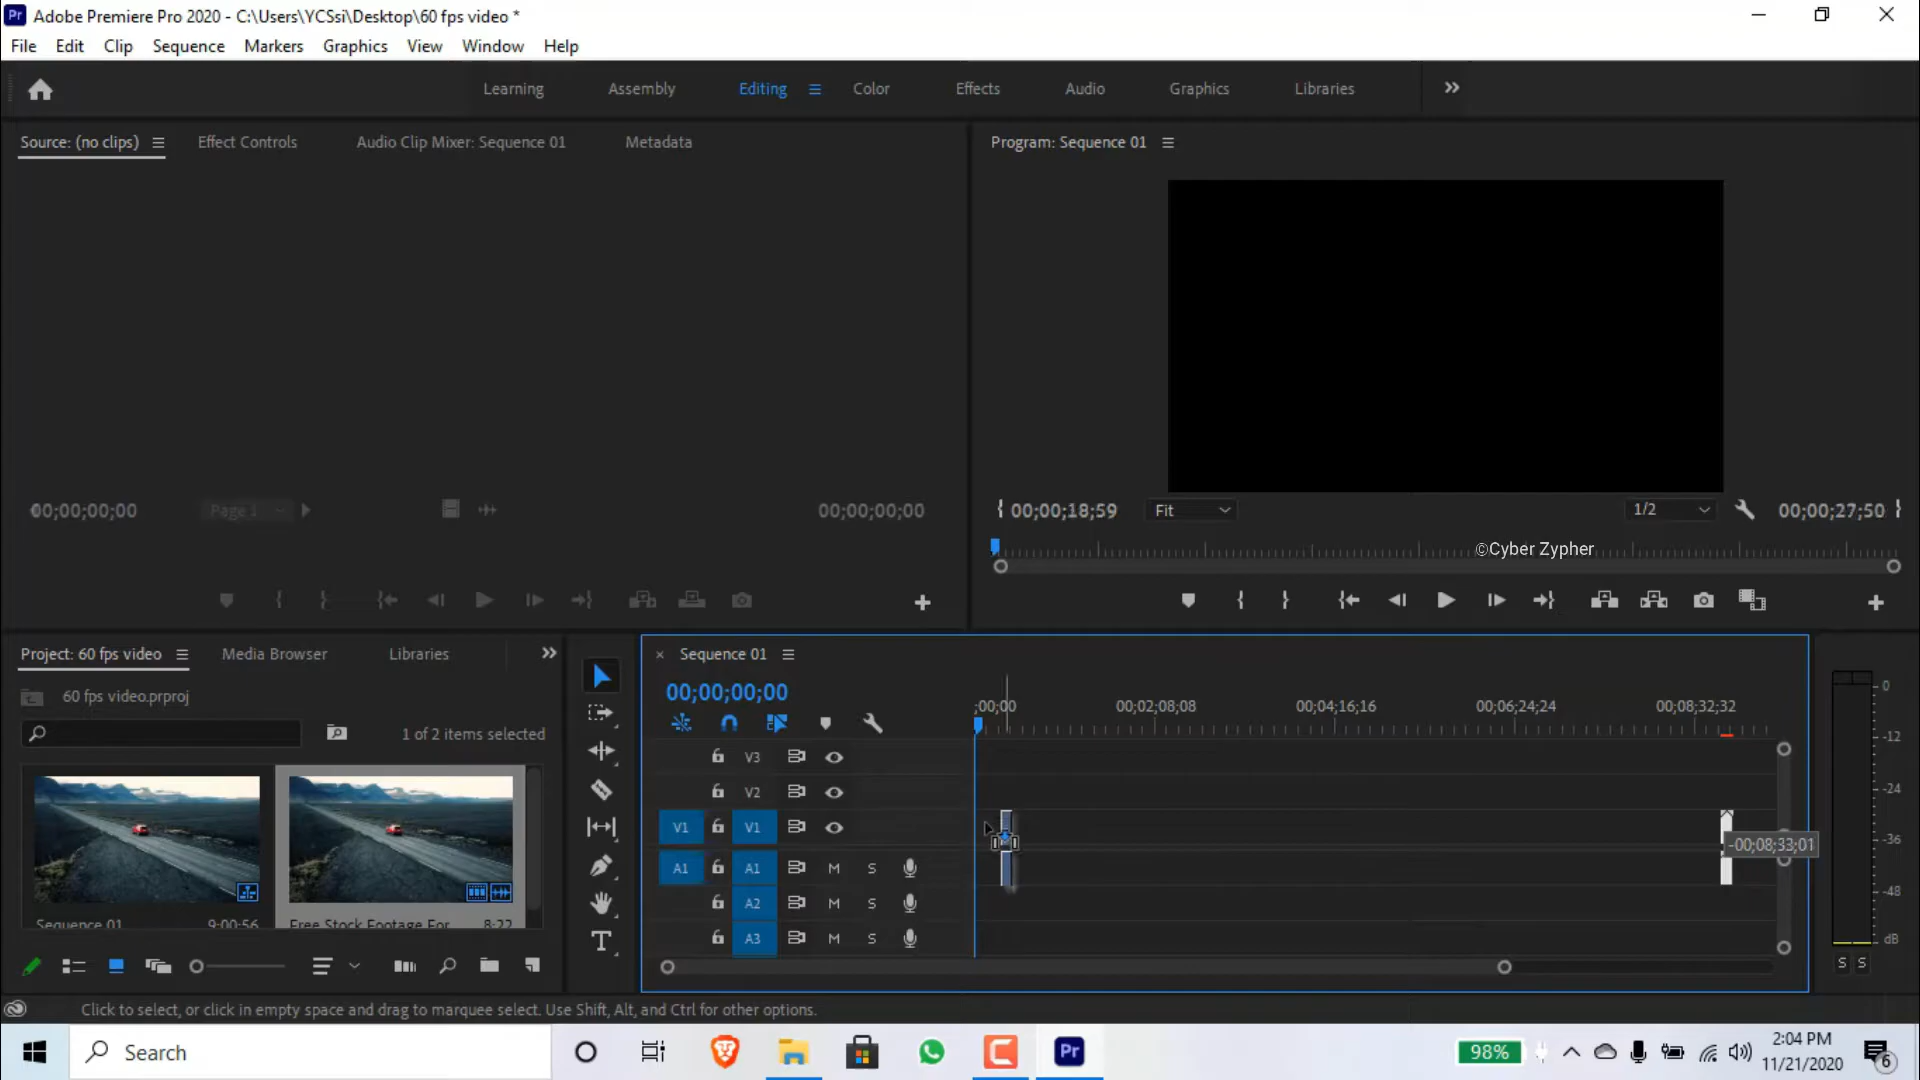 Pr Adobe Premiere Pro 2020 - C:\Users\YCSsi\Desktop\60 fps video *
File Edit Clip Sequence Markers Graphics View Window Help
Learning Assembly Editing Color Effects Audio Graphics Libraries
Source: (no clips) Effect Controls Audio Clip Mixer: Sequence 01 Metadata
Program: Sequence 01
00;00;00;00 Page 1 00;00;00;00
00;00;18;59 Fit 1/2 00;00;27;50
©Cyber Zypher
Project: 60 fps video Media Browser Libraries
60 fps video.prproj
1 of 2 items selected
Sequence 01 9:00:56
Free Stock Footage For 8:22
× Sequence 01
00;00;00;00
;00;00 00;02;08;08 00;04;16;16 00;06;24;24 00;08;32;32
V3
V2
V1 V1
-00;08;33;01
A1 A1 M S
A2 M S
A3 M S
T
0
-12
-24
-36
-48
dB
S S
Click to select, or click in empty space and drag to marquee select. Use Shift, Alt, and Ctrl for other options.
Search
Pr
98%
2:04 PM
11/21/2020
6